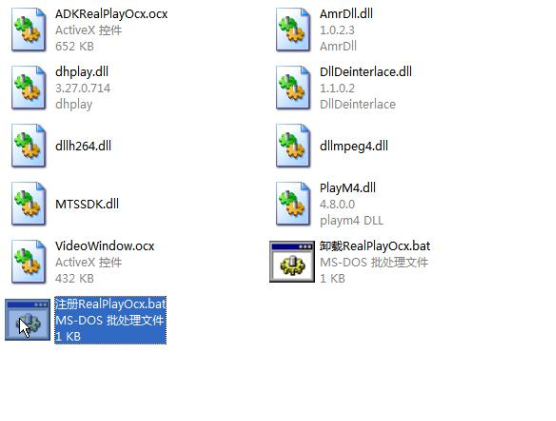 ADKRealPlayOcx.ocx
ActiveX 控件
652 KB
AmrDll.dll
1.0.2.3
AmrDll
dhplay.dll
3.27.0.714
dhplay
DllDeinterlace.dll
1.1.0.2
DllDeinterlace
dllh264.dll
dllmpeg4.dll
MTSSDK.dll
PlayM4.dll
4.8.0.0
playm4 DLL
VideoWindow.ocx
ActiveX 控件
432 KB
卸载RealPlayOcx.bat
MS-DOS 批处理文件
1 KB
注册RealPlayOcx.bat
MS-DOS 批处理文件
1 KB